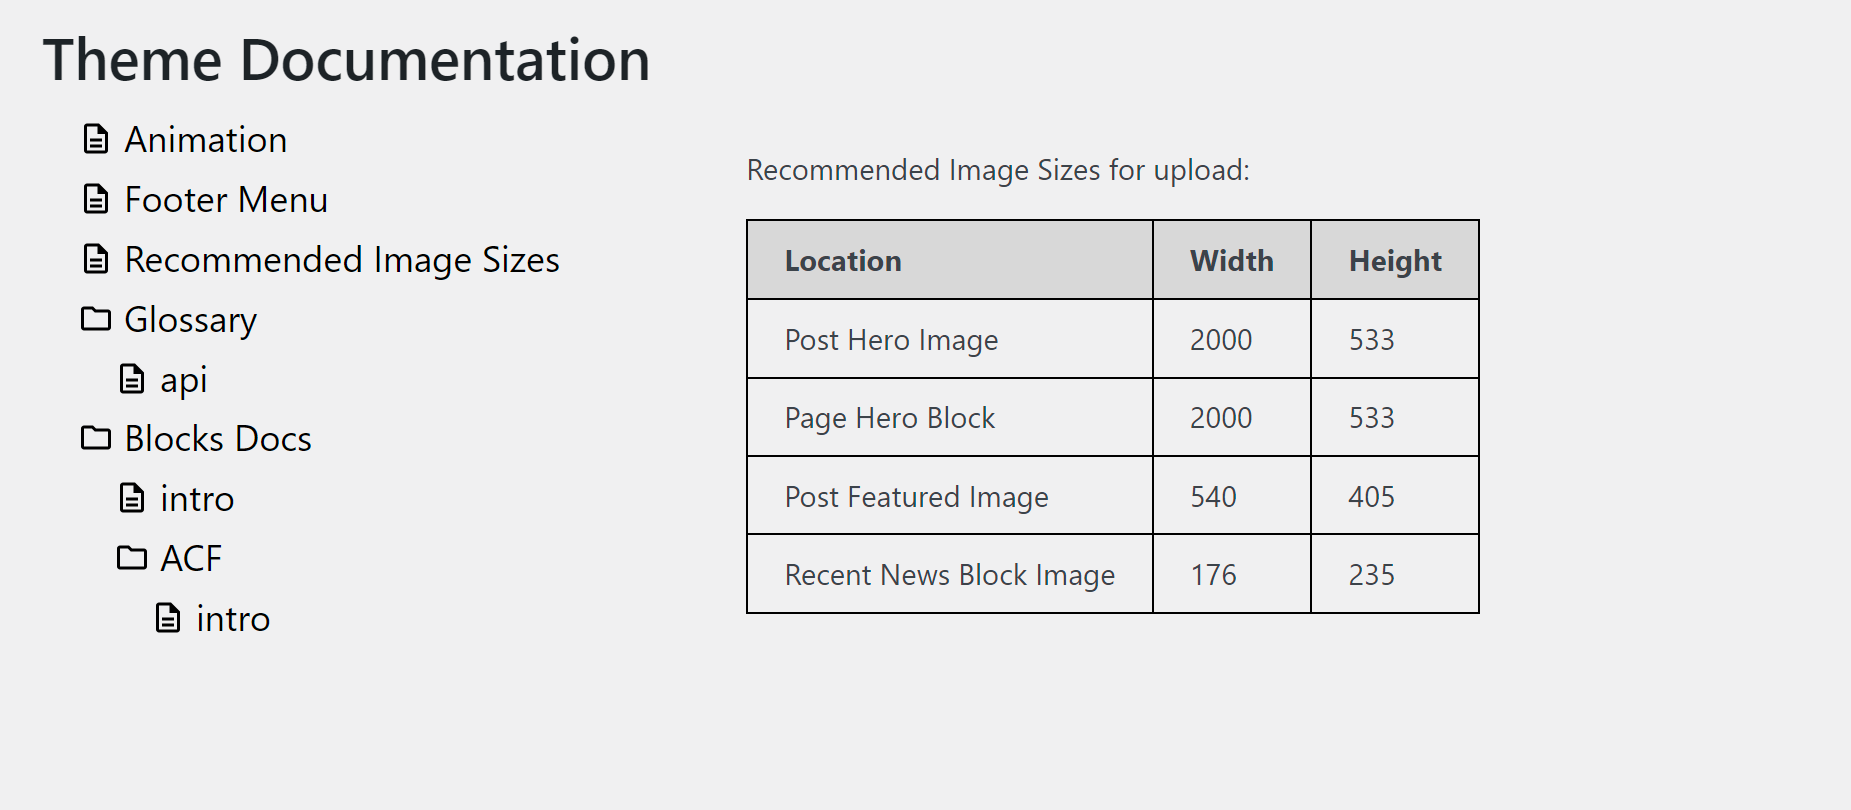 Theme Documentation
Animation
Footer Menu
Recommended Image Sizes
Glossary
api
Blocks Docs
intro
ACF
intro
Recommended Image Sizes for upload:
Location Width Height
Post Hero Image 2000 533
Page Hero Block 2000 533
Post Featured Image 540 405
Recent News Block Image 176 235